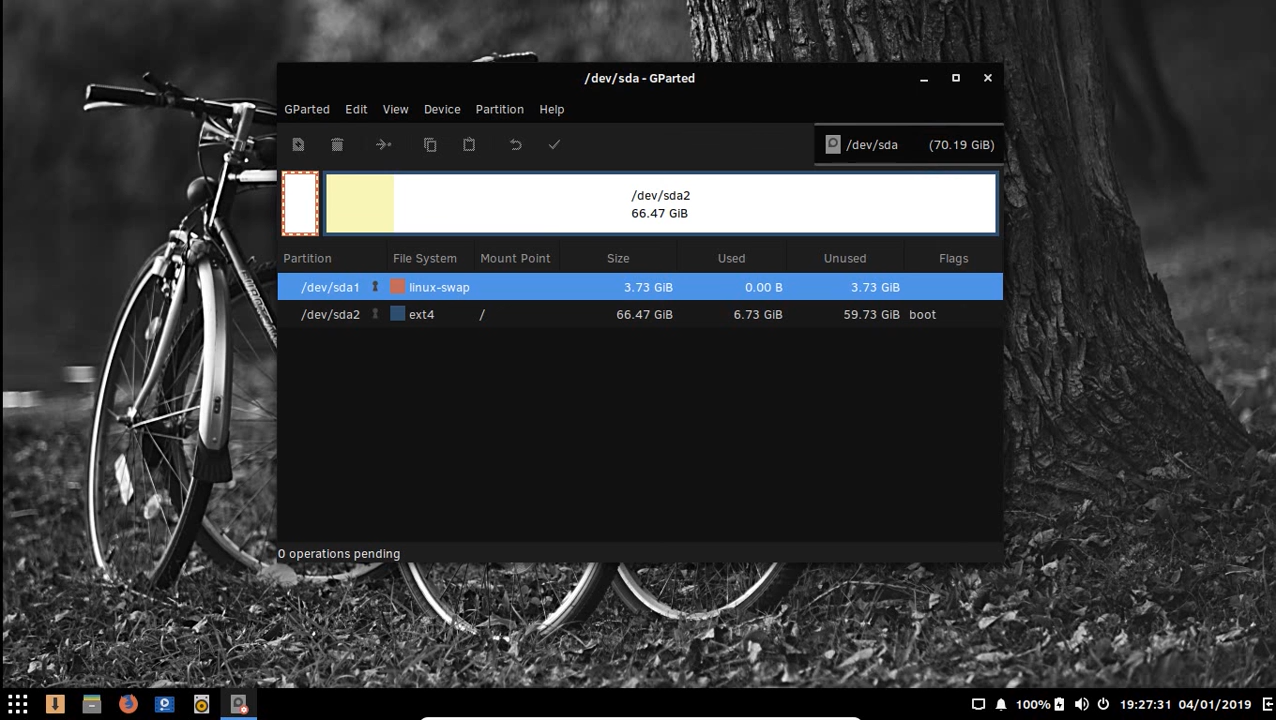 /dev/sda - GParted
GParted Edit View Device Partition Help
/dev/sda (70.19 GiB)
/dev/sda2
66.47 GiB
Partition File System Mount Point Size Used Unused Flags
/dev/sda1 linux-swap 3.73 GiB 0.00 B 3.73 GiB
/dev/sda2 ext4 / 66.47 GiB 6.73 GiB 59.73 GiB boot
0 operations pending
100% 19:27:31 04/01/2019